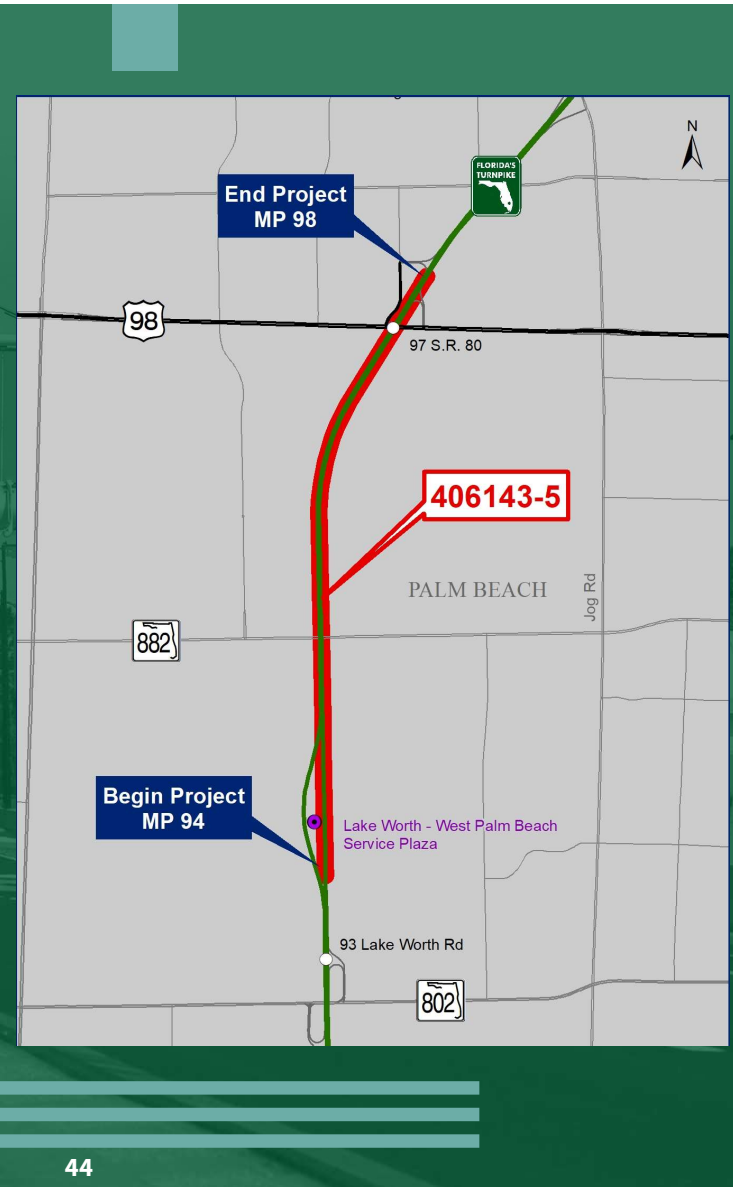 N
FLORIDA'S
TURNPIKE
End Project
MP 98
98
97 S.R. 80
406143-5
PALM BEACH
Jog Rd
882
Begin Project
MP 94
Lake Worth - West Palm Beach
Service Plaza
93 Lake Worth Rd
802
44